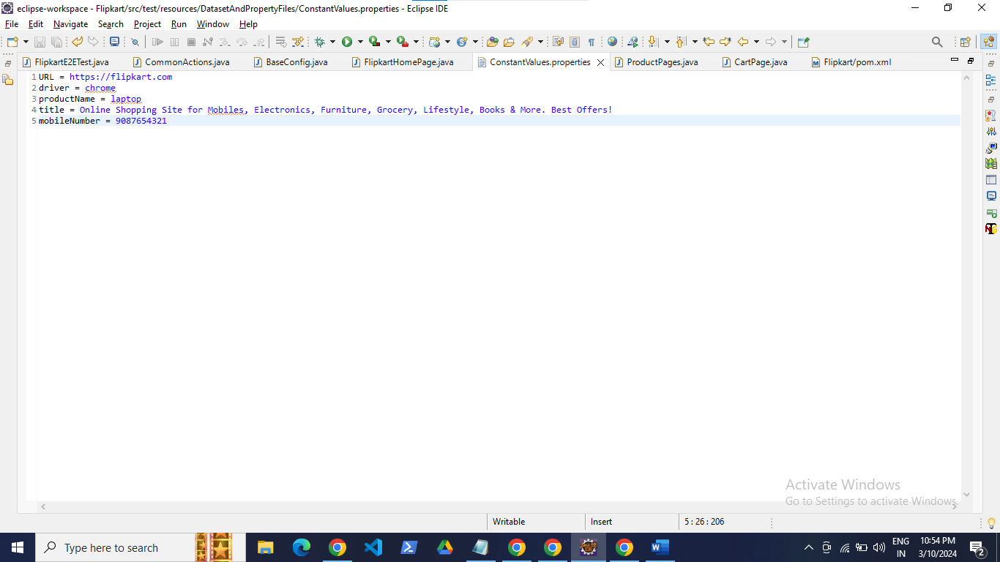 eclipse-workspace - Flipkart/src/test/resources/DatasetAndPropertyFiles/ConstantValues.properties - Eclipse IDE
File Edit Navigate Search Project Run Window Help
FlipkartE2ETest.java CommonActions.java BaseConfig.java FlipkartHomePage.java ConstantValues.properties ProductPages.java CartPage.java Flipkart/pom.xml
1 URL = https://flipkart.com
2 driver = chrome
3 productName = laptop
4 title = Online Shopping Site for Mobiles, Electronics, Furniture, Grocery, Lifestyle, Books & More. Best Offers!
5 mobileNumber = 9087654321
Activate Windows
Go to Settings to activate Windows.
Writable Insert 5 : 26 : 206
Type here to search
ENG 10:54 PM
IN 3/10/2024
2